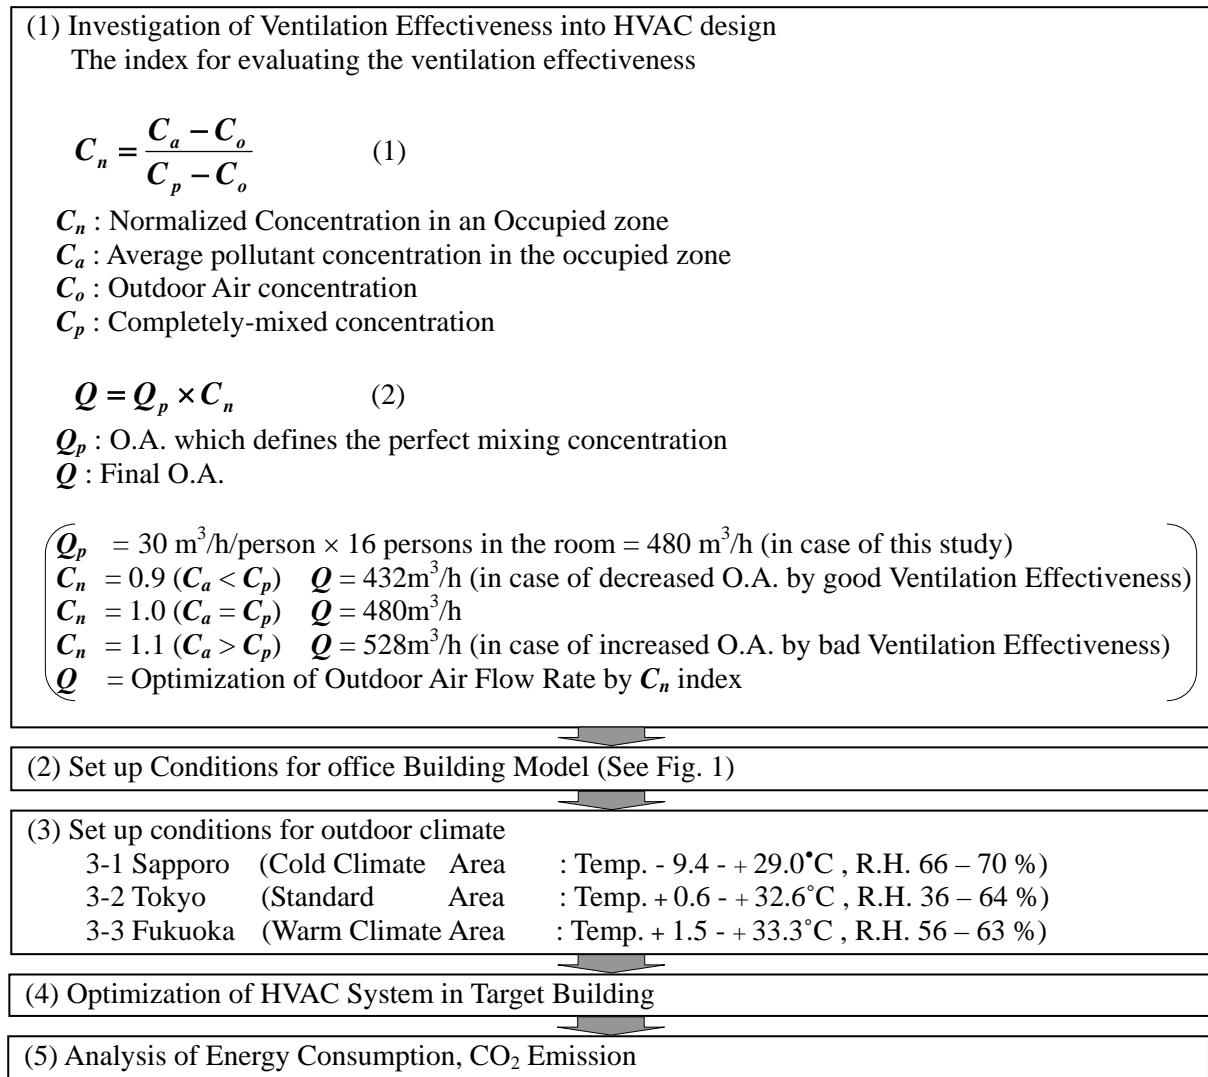 (1) Investigation of Ventilation Effectiveness into HVAC design
The index for evaluating the ventilation effectiveness
C_n = (C_a − C_o) / (C_p − C_o) (1)
C_n : Normalized Concentration in an Occupied zone
C_a : Average pollutant concentration in the occupied zone
C_o : Outdoor Air concentration
C_p : Completely-mixed concentration
Q = Q_p × C_n (2)
Q_p : O.A. which defines the perfect mixing concentration
Q : Final O.A.
Q_p = 30 m³/h/person × 16 persons in the room = 480 m³/h (in case of this study)
C_n = 0.9 (C_a < C_p) Q = 432m³/h (in case of decreased O.A. by good Ventilation Effectiveness)
C_n = 1.0 (C_a = C_p) Q = 480m³/h
C_n = 1.1 (C_a > C_p) Q = 528m³/h (in case of increased O.A. by bad Ventilation Effectiveness)
Q = Optimization of Outdoor Air Flow Rate by C_n index
(2) Set up Conditions for office Building Model (See Fig. 1)
(3) Set up conditions for outdoor climate
3-1 Sapporo (Cold Climate Area : Temp. - 9.4 - + 29.0•C , R.H. 66 – 70 %)
3-2 Tokyo (Standard Area : Temp. + 0.6 - + 32.6°C , R.H. 36 – 64 %)
3-3 Fukuoka (Warm Climate Area : Temp. + 1.5 - + 33.3°C , R.H. 56 – 63 %)
(4) Optimization of HVAC System in Target Building
(5) Analysis of Energy Consumption, CO₂ Emission